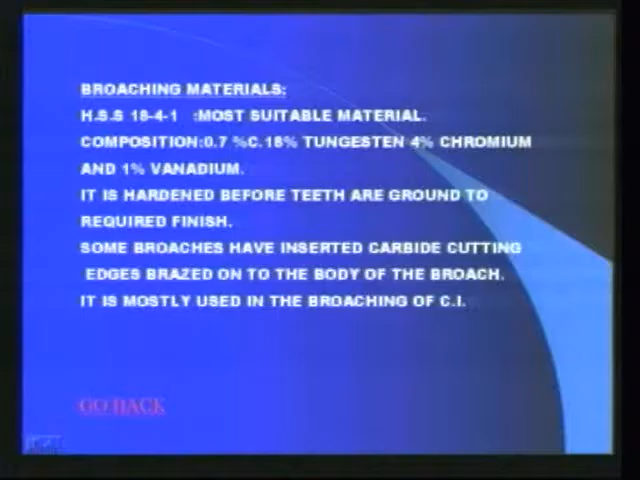 BROACHING MATERIALS:
H.S.S 18-4-1 :MOST SUITABLE MATERIAL.
COMPOSITION:0.7 %C.18% TUNGESTEN 4% CHROMIUM
AND 1% VANADIUM.
IT IS HARDENED BEFORE TEETH ARE GROUND TO
REQUIRED FINISH.
SOME BROACHES HAVE INSERTED CARBIDE CUTTING
EDGES BRAZED ON TO THE BODY OF THE BROACH.
IT IS MOSTLY USED IN THE BROACHING OF C.I.
GO BACK